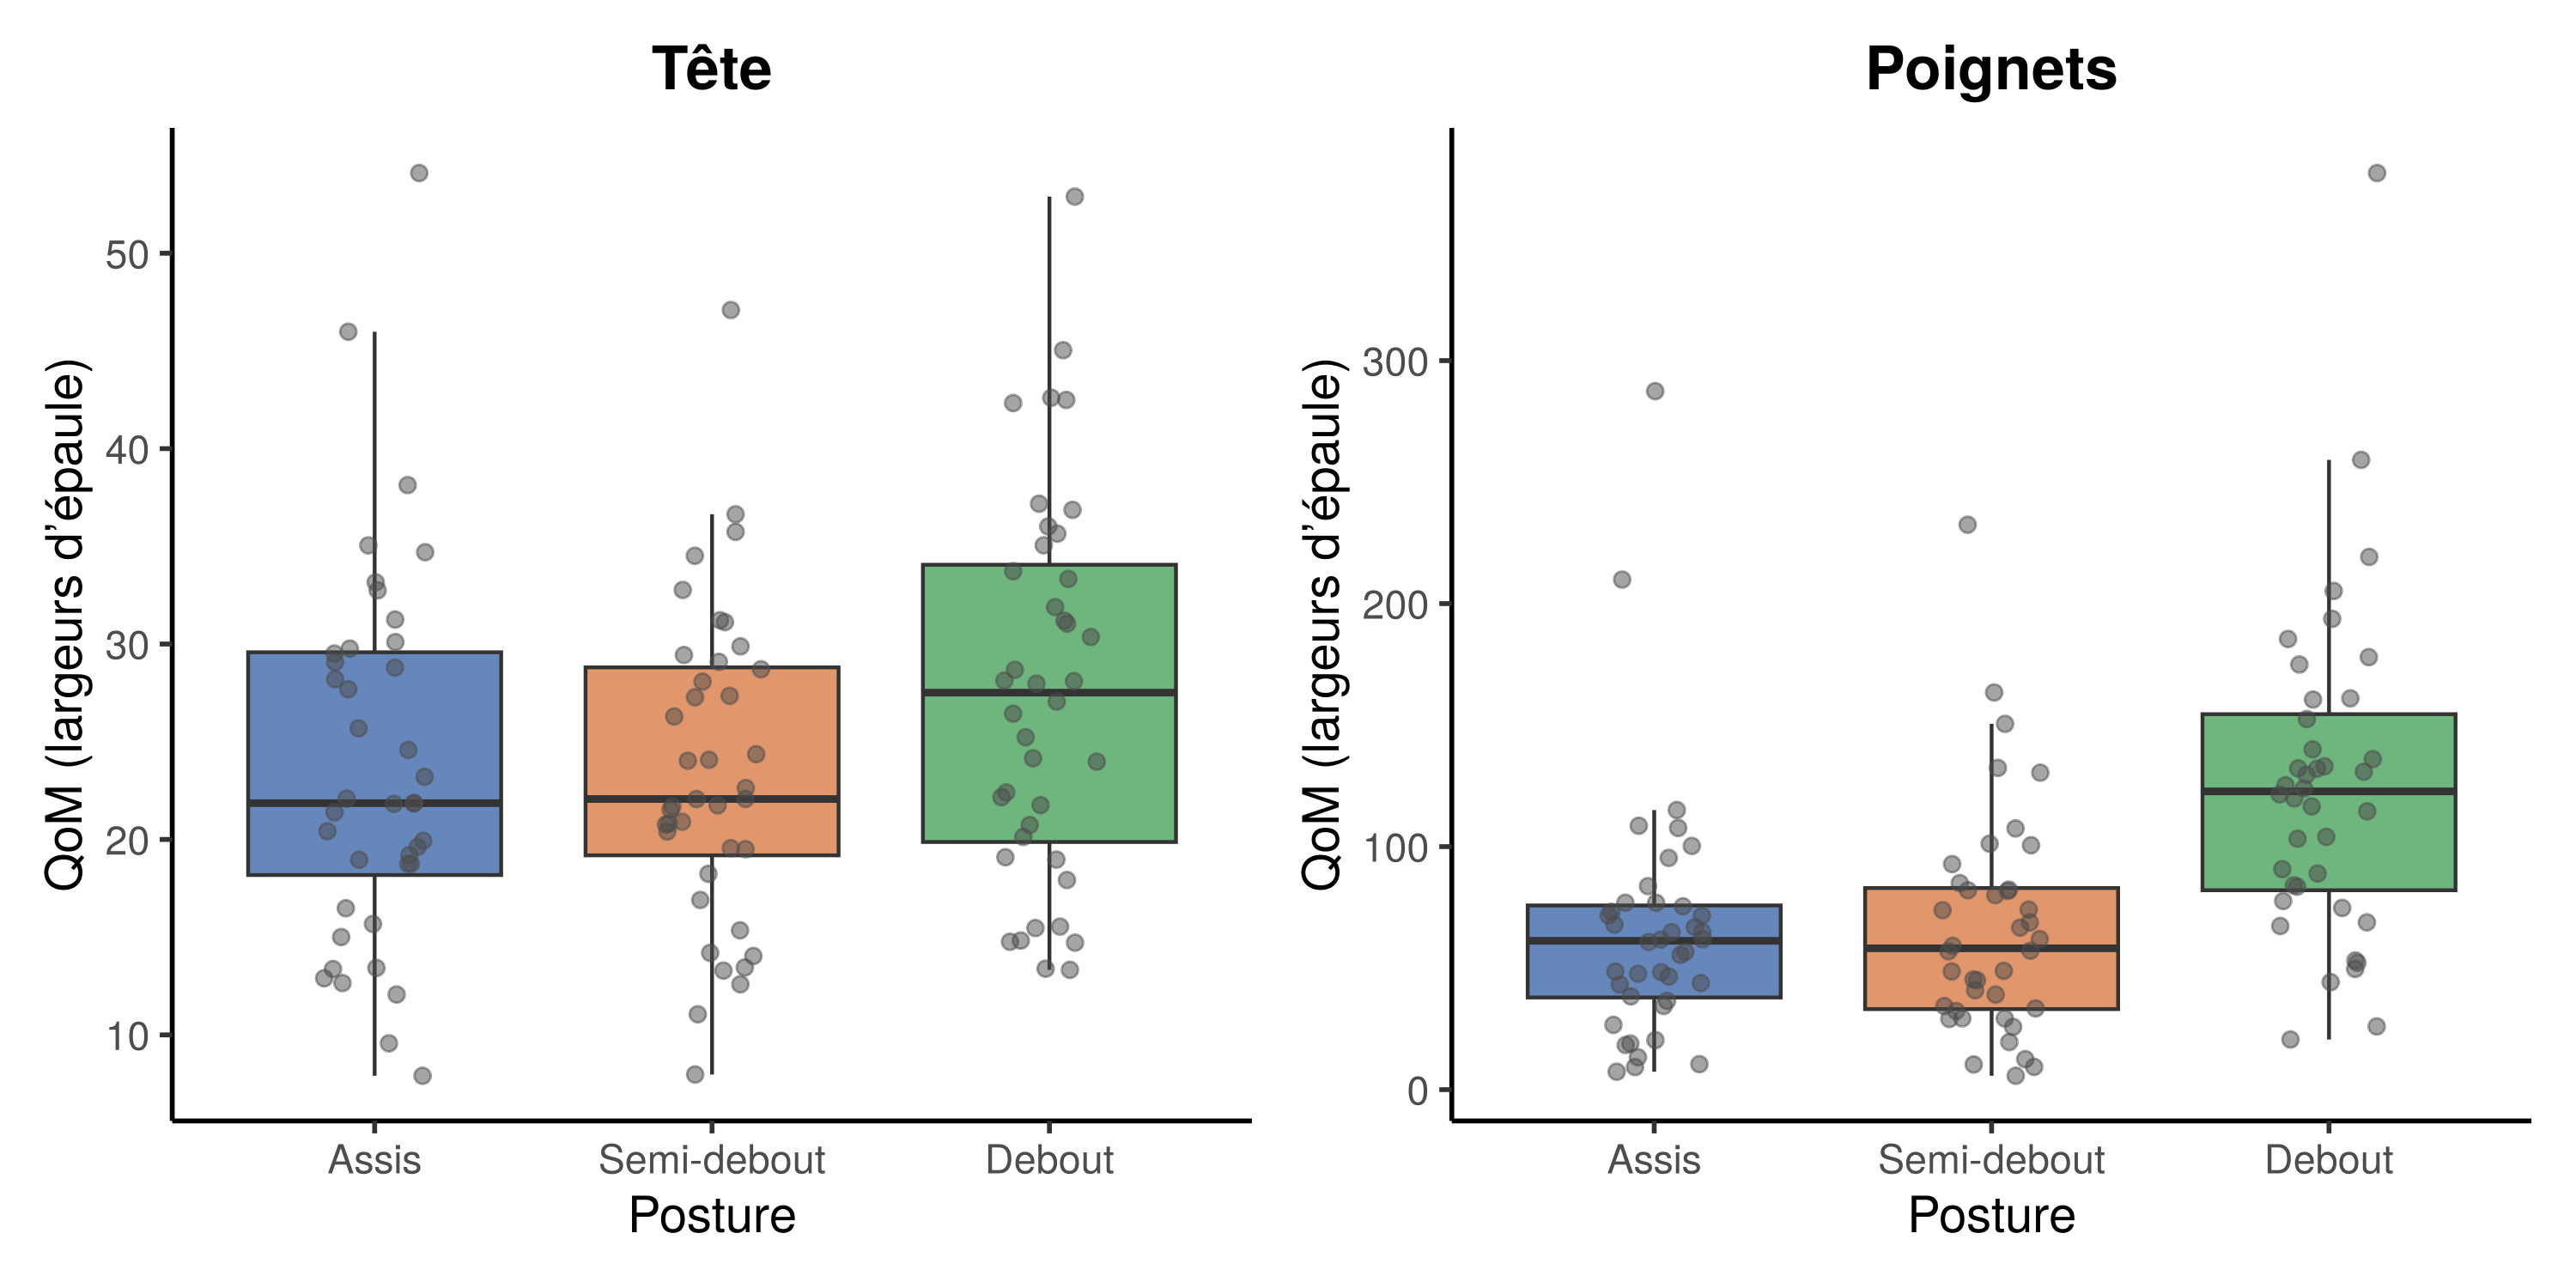 Tête
QoM (largeurs d’épaule)
50
40
30
20
10
Assis
Semi-debout
Debout
Posture
Poignets
QoM (largeurs d’épaule)
300
200
100
0
Assis
Semi-debout
Debout
Posture